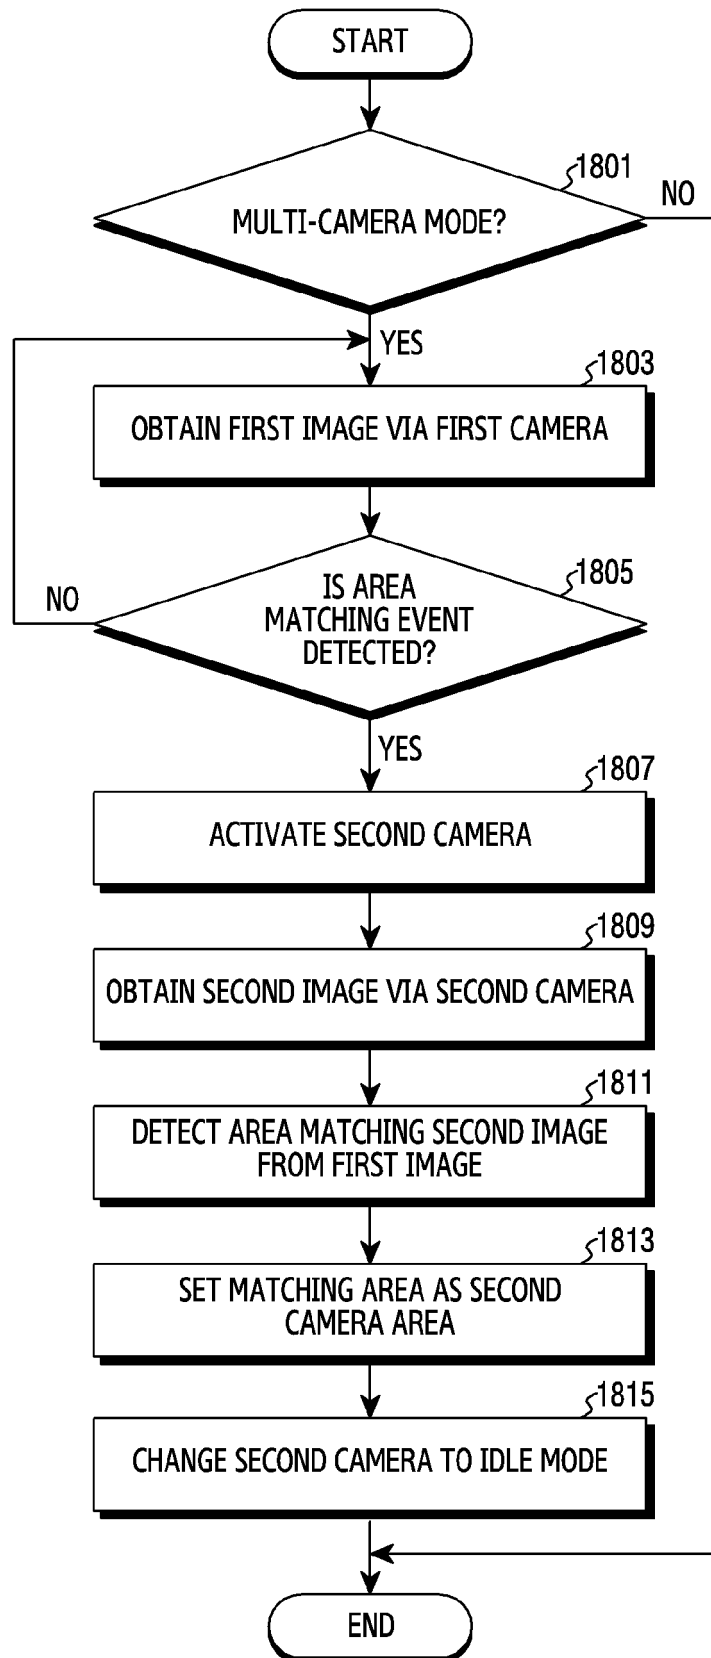 START
1801
NO
MULTI-CAMERA MODE?
YES
1803
OBTAIN FIRST IMAGE VIA FIRST CAMERA
1805
NO
IS AREA
MATCHING EVENT
DETECTED?
YES
1807
ACTIVATE SECOND CAMERA
1809
OBTAIN SECOND IMAGE VIA SECOND CAMERA
1811
DETECT AREA MATCHING SECOND IMAGE
FROM FIRST IMAGE
1813
SET MATCHING AREA AS SECOND
CAMERA AREA
1815
CHANGE SECOND CAMERA TO IDLE MODE
END